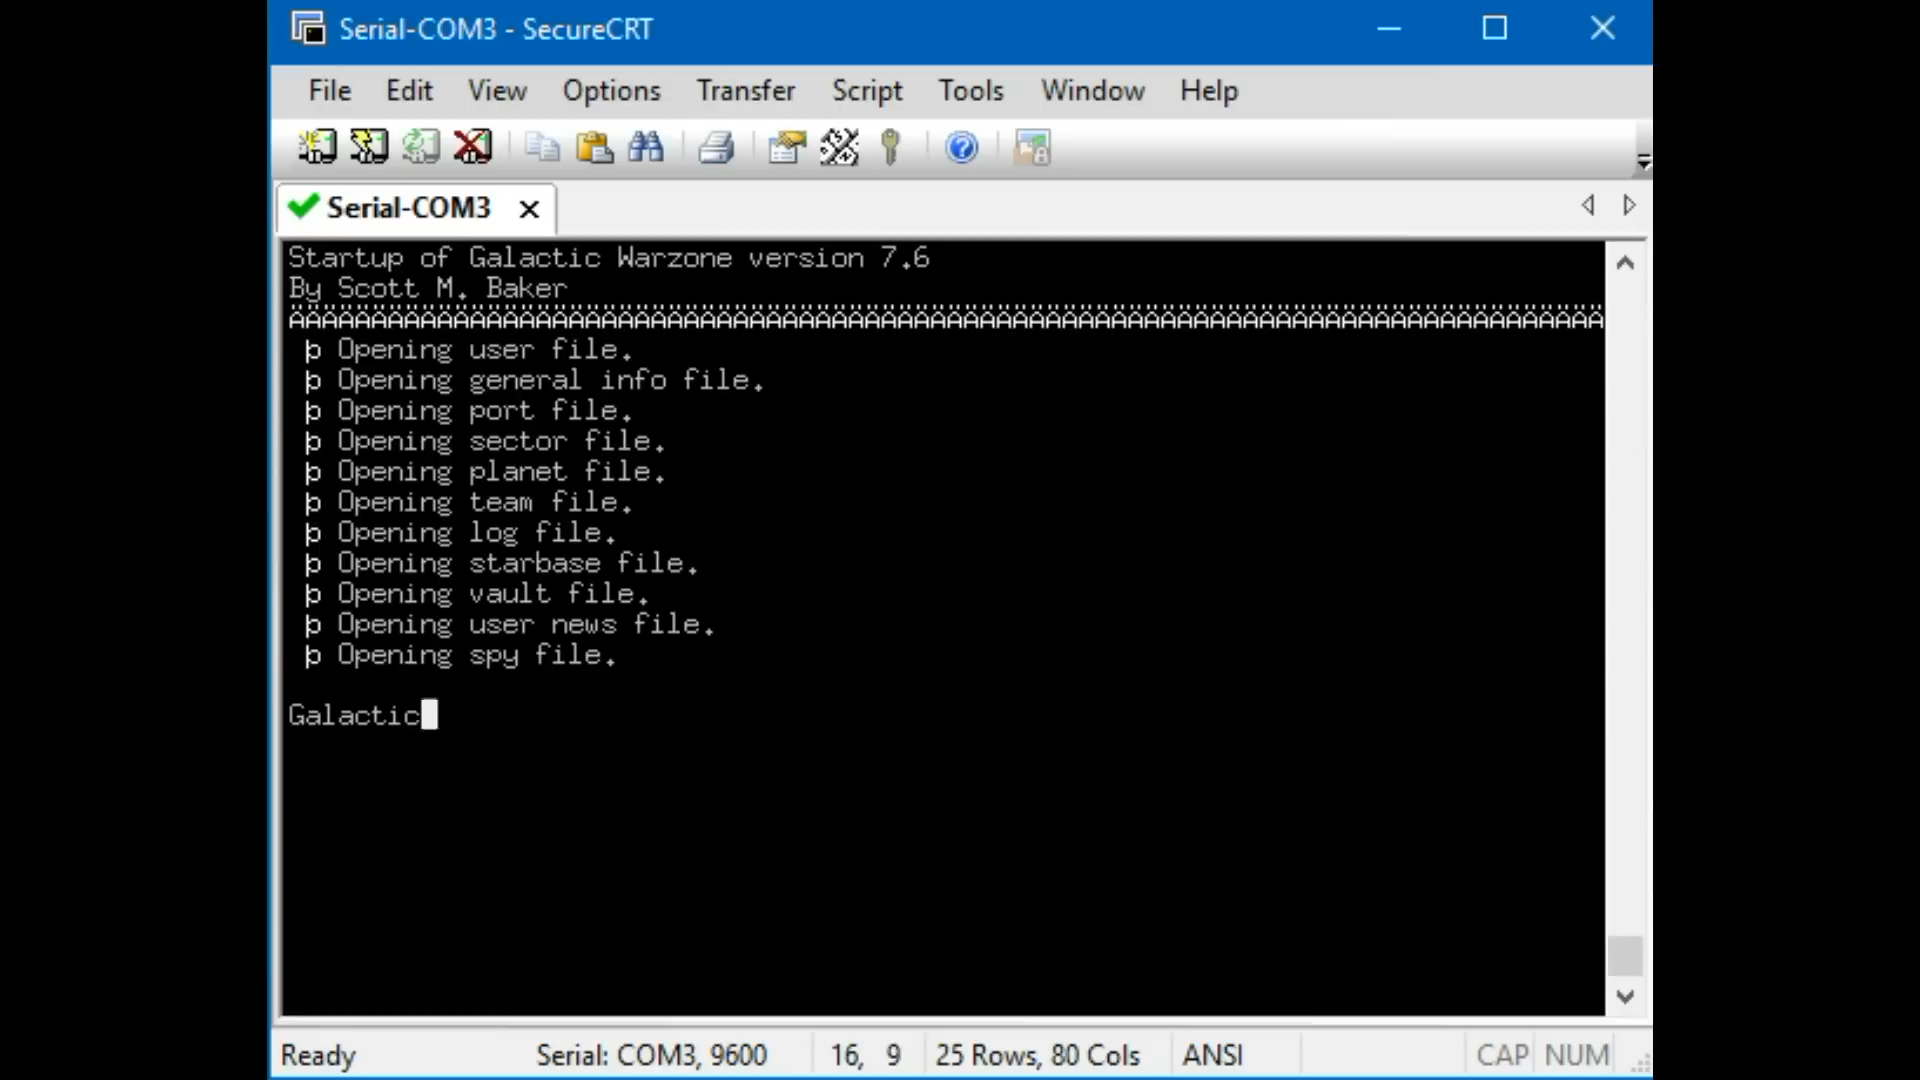 Serial-COM3 - SecureCRT
File Edit View Options Transfer Script Tools Window Help
Serial-COM3
Startup of Galactic Warzone version 7.6
By Scott M. Baker
ÄÄÄÄÄÄÄÄÄÄÄÄÄÄÄÄÄÄÄÄÄÄÄÄÄÄÄÄÄÄÄÄÄÄÄÄÄÄÄÄÄÄÄÄÄÄÄÄÄÄÄÄÄÄÄÄÄÄÄÄÄÄÄÄÄÄÄÄÄÄÄÄÄÄÄÄÄÄÄÄ
þ Opening user file.
þ Opening general info file.
þ Opening port file.
þ Opening sector file.
þ Opening planet file.
þ Opening team file.
þ Opening log file.
þ Opening starbase file.
þ Opening vault file.
þ Opening user news file.
þ Opening spy file.
Galactic
Ready Serial: COM3, 9600 16, 9 25 Rows, 80 Cols ANSI CAP NUM